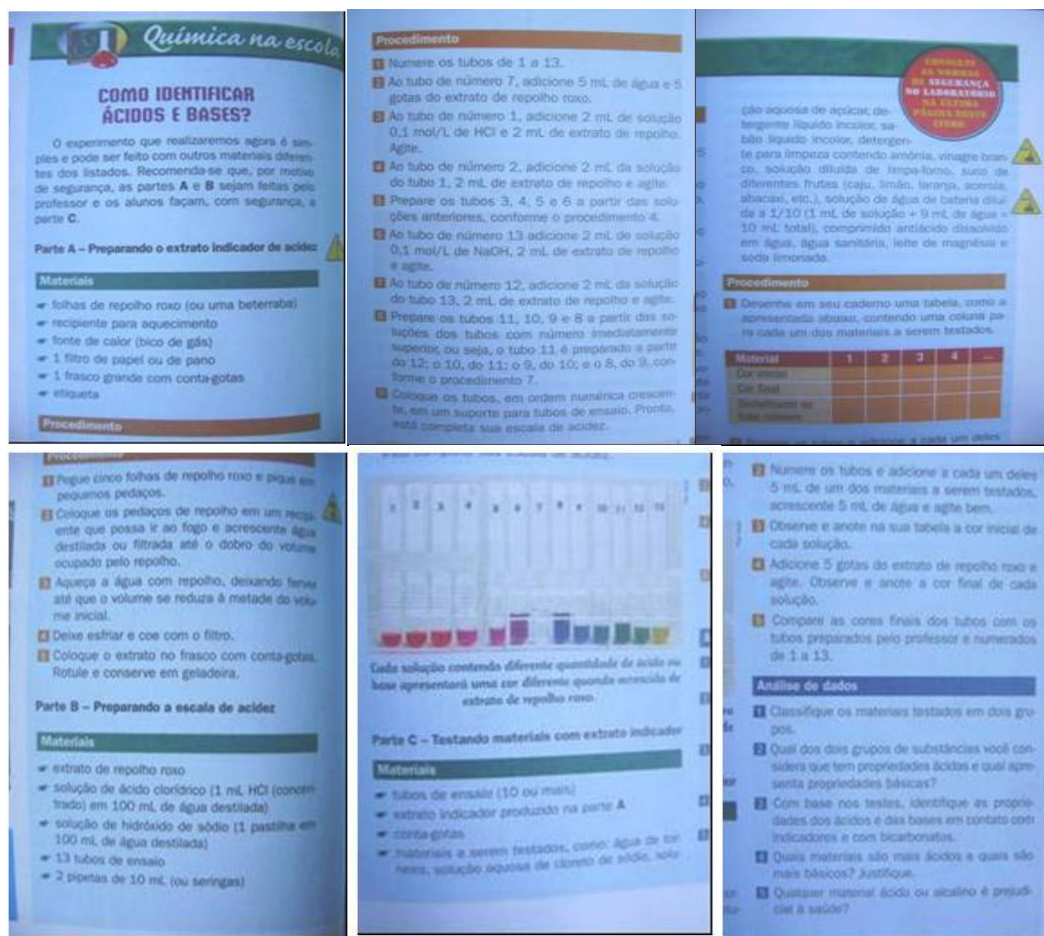 Química na escola
COMO IDENTIFICAR
ÁCIDOS E BASES?
O experimento que realizaremos agora é sim-
ples e pode ser feito com outros materiais diferen-
tes dos listados. Recomenda-se que, por motivo
de segurança, as partes A e B sejam feitas pelo
professor e os alunos façam, com segurança, a
parte C.
Parte A – Preparando o extrato indicador de acidez
Materiais
folhas de repolho roxo (ou uma beterraba)
recipiente para aquecimento
fonte de calor (bico de gás)
1 filtro de papel ou de pano
1 frasco grande com conta-gotas
etiqueta
Procedimento
Procedimento
1 Pegue cinco folhas de repolho roxo e pique em
pequenos pedaços.
2 Coloque os pedaços de repolho em um recipi-
ente que possa ir ao fogo e acrescente água
destilada ou filtrada até o dobro do volume
ocupado pelo repolho.
3 Aqueça a água com repolho, deixando ferver
até que o volume se reduza à metade do volu-
me inicial.
4 Deixe esfriar e coe com o filtro.
5 Coloque o extrato no frasco com conta-gotas.
Rotule e conserve em geladeira.
Parte B – Preparando a escala de acidez
Materiais
extrato de repolho roxo
solução de ácido clorídrico (1 mL HCl (concen-
trado) em 100 mL de água destilada)
solução de hidróxido de sódio (1 pastilha em
100 mL de água destilada)
13 tubos de ensaio
2 pipetas de 10 mL (ou seringas)
Procedimento
1 Numere os tubos de 1 a 13.
2 Ao tubo de número 7, adicione 5 mL de água e 5
gotas do extrato de repolho roxo.
3 Ao tubo de número 1, adicione 2 mL de solução
0,1 mol/L de HCl e 2 mL de extrato de repolho.
Agite.
4 Ao tubo de número 2, adicione 2 mL da solução
do tubo 1, 2 mL de extrato de repolho e agite.
5 Prepare os tubos 3, 4, 5 e 6 a partir das solu-
ções anteriores, conforme o procedimento 4.
6 Ao tubo de número 13 adicione 2 mL de solução
0,1 mol/L de NaOH, 2 mL de extrato de repolho
e agite.
7 Ao tubo de número 12, adicione 2 mL da solução
do tubo 13, 2 mL de extrato de repolho e agite.
8 Prepare os tubos 11, 10, 9 e 8 a partir das so-
luções dos tubos com número imediatamente
superior, ou seja, o tubo 11 é preparado a partir
do 12; o 10, do 11; o 9, do 10; e o 8, do 9, con-
forme o procedimento 7.
9 Coloque os tubos, em ordem numérica crescen-
te, em um suporte para tubos de ensaio. Pronto,
está completa sua escala de acidez.
1 2 3 4 5 6 7 8 9 10 11 12 13
Cada solução contendo diferente quantidade de ácido ou
base apresentará uma cor diferente quando acrescida de
extrato de repolho roxo.
Parte C – Testando materiais com extrato indicador
Materiais
tubos de ensaio (10 ou mais)
extrato indicador produzido na parte A
conta-gotas
materiais a serem testados, como: água de tor-
neira, solução aquosa de cloreto de sódio, solu-
CONSULTE
AS NORMAS
DE SEGURANÇA
NO LABORATÓRIO
NA ÚLTIMA
PÁGINA DESTE
LIVRO
ção aquosa de açúcar, de-
tergente líquido incolor, sa-
bão líquido incolor, detergen-
te para limpeza contendo amônia, vinagre bran-
co, solução diluída de limpa-forno, suco de
diferentes frutas (caju, limão, laranja, acerola,
abacaxi, etc.), solução de água de bateria diluí-
da a 1/10 (1 mL de solução + 9 mL de água =
10 mL total), comprimido antiácido dissolvido
em água, água sanitária, leite de magnésia e
soda limonada.
Procedimento
1 Desenhe em seu caderno uma tabela, como a
apresentada abaixo, contendo uma coluna pa-
ra cada um dos materiais a serem testados.
Material 1 2 3 4 ...
Cor inicial
Cor final
tubo número
2 Numere os tubos e adicione a cada um deles
5 mL de um dos materiais a serem testados,
acrescente 5 mL de água e agite bem.
3 Observe e anote na sua tabela a cor inicial de
cada solução.
4 Adicione 5 gotas do extrato de repolho roxo e
agite. Observe e anote a cor final de cada
solução.
5 Compare as cores finais dos tubos com os
tubos preparados pelo professor e numerados
de 1 a 13.
Análise de dados
1 Classifique os materiais testados em dois gru-
pos.
2 Qual dos dois grupos de substâncias você con-
sidera que tem propriedades ácidas e qual apre-
senta propriedades básicas?
3 Com base nos testes, identifique as proprie-
dades dos ácidos e das bases em contato com
indicadores e com bicarbonatos.
4 Quais materiais são mais ácidos e quais são
mais básicos? Justifique.
5 Qualquer material ácido ou alcalino é prejudi-
cial à saúde?